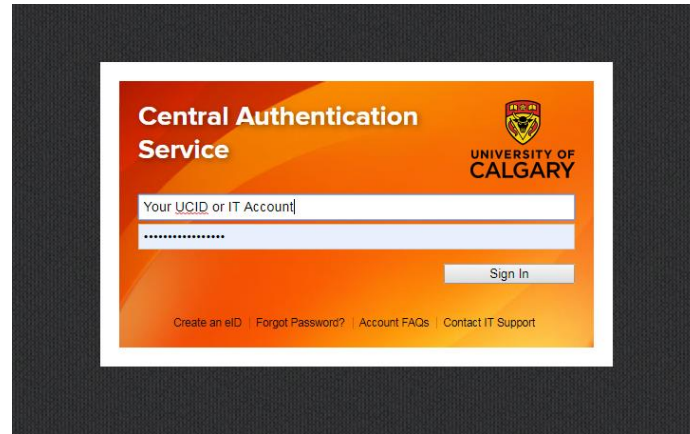 Central Authentication
Service
UNIVERSITY OF
CALGARY
Your UCID or IT Account
•••••••••••••••••
Sign In
Create an eID | Forgot Password? | Account FAQs | Contact IT Support